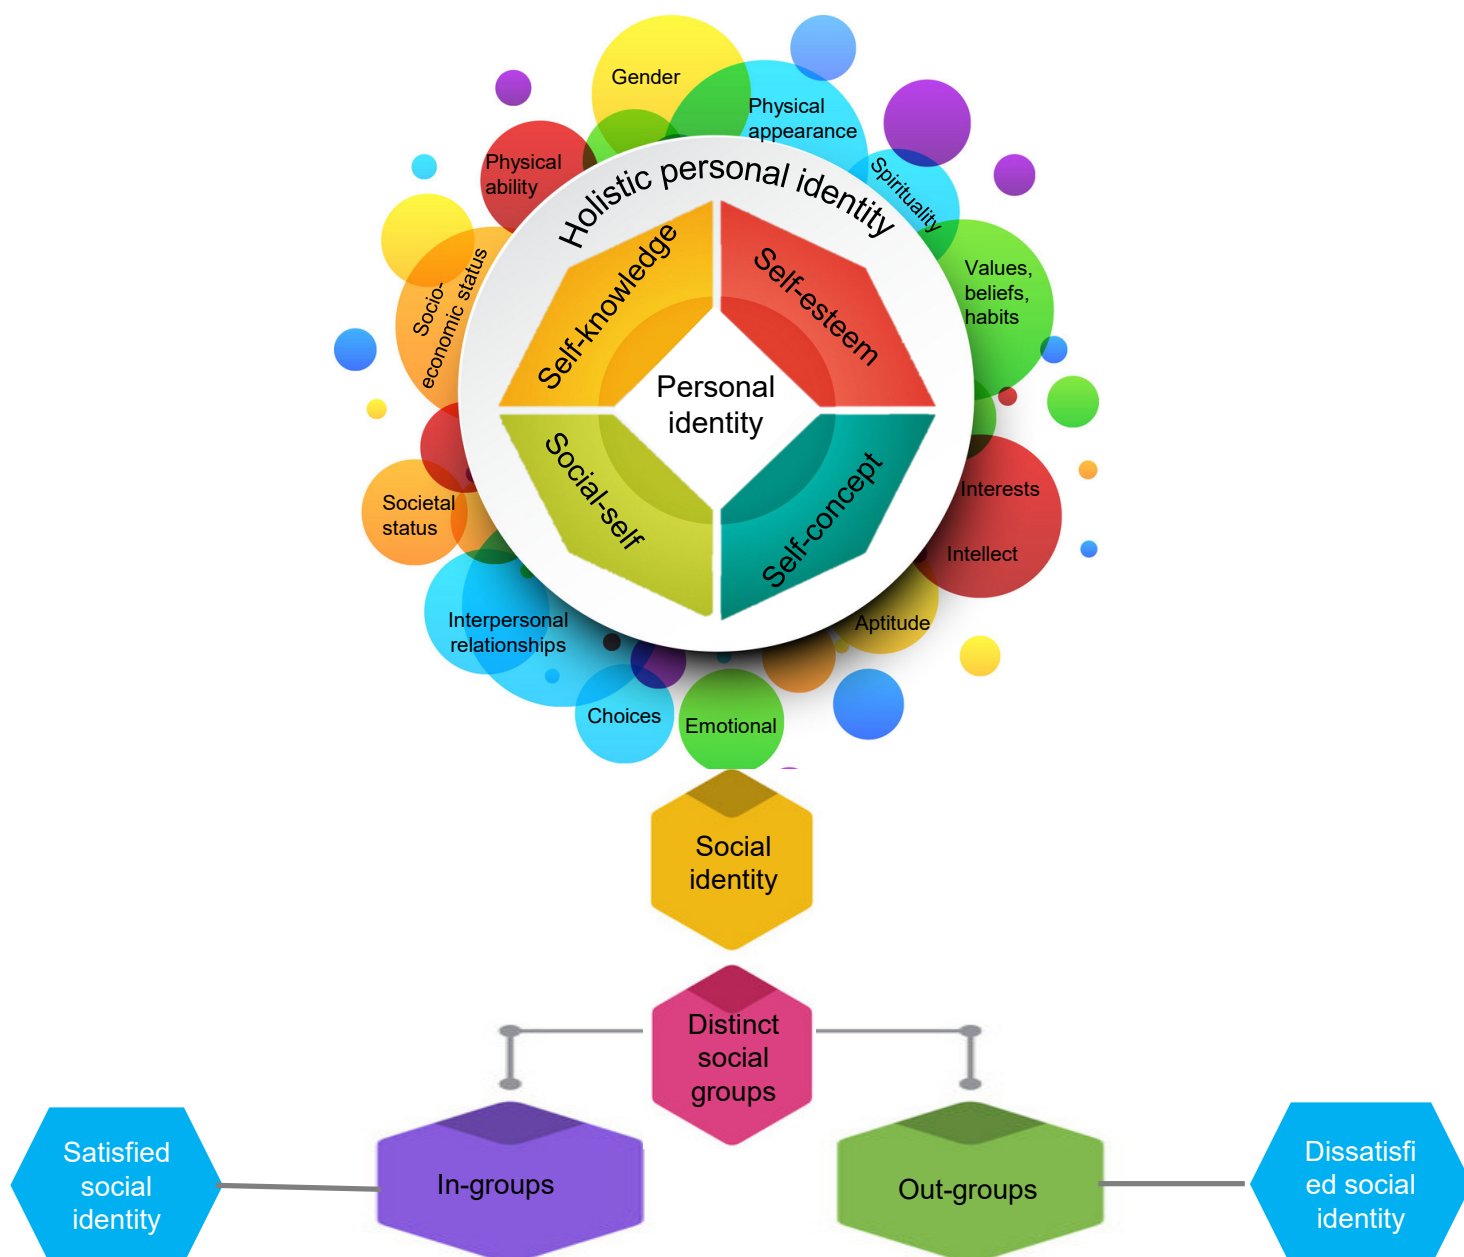 Gender
Physical
appearance
Physical
ability
Spirituality
Holistic personal identity
Socio-
economic status
Values,
beliefs,
habits
Self-knowledge
Self-esteem
Personal
identity
Social-self
Self-concept
Societal
status
Interests
Intellect
Interpersonal
relationships
Aptitude
Choices
Emotional
Social
identity
Distinct
social
groups
Satisfied
social
identity
In-groups
Out-groups
Dissatisfi
ed social
identity